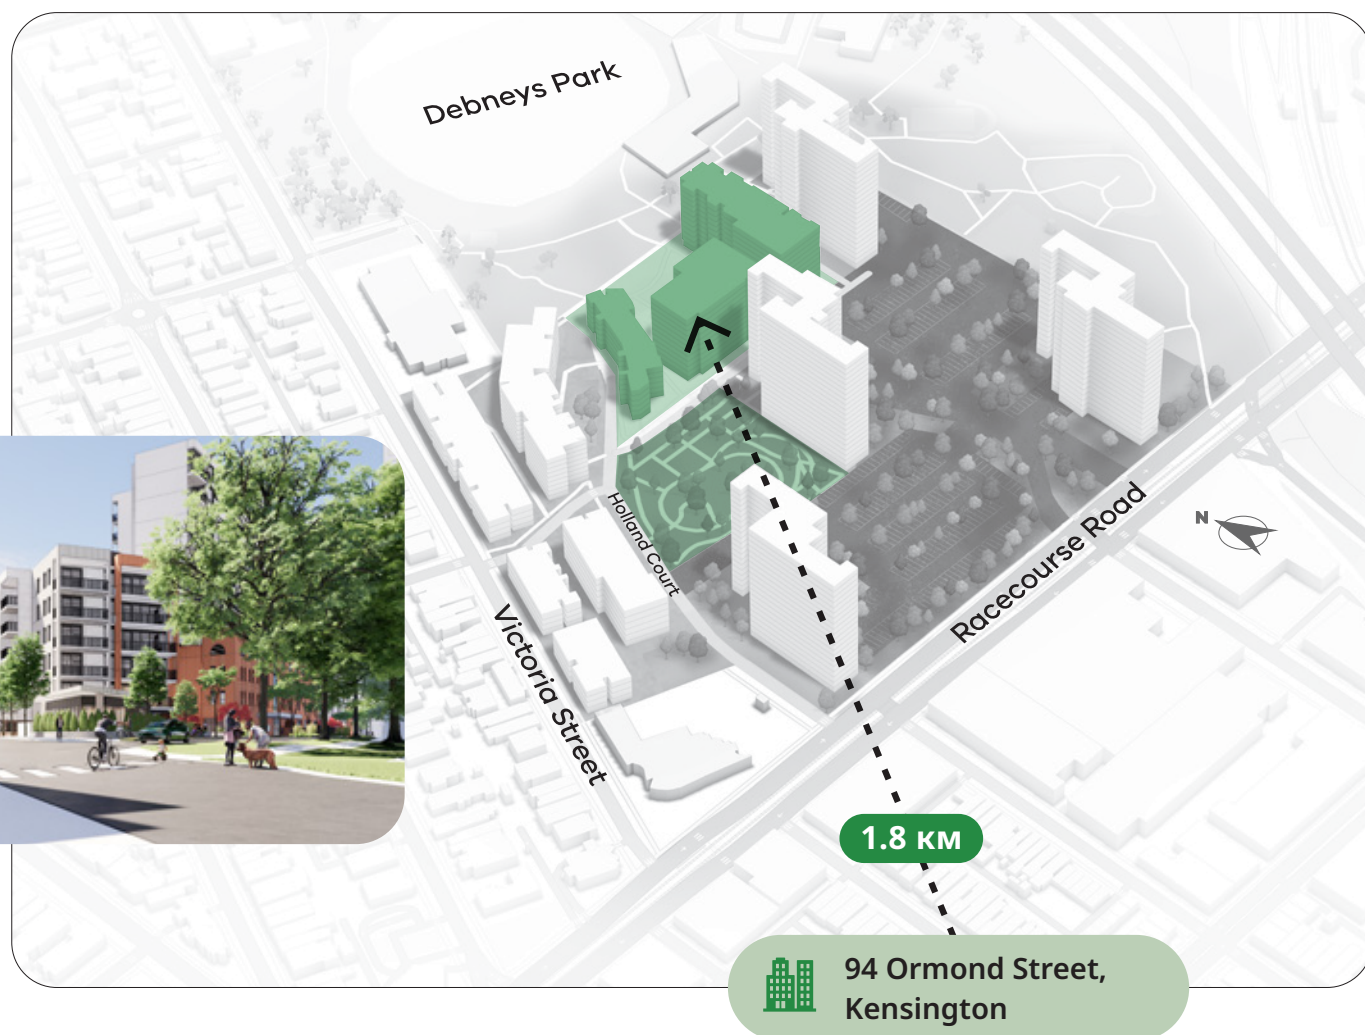 Debneys Park
Holland Court
Racecourse Road
N
Victoria Street
1.8 км
94 Ormond Street,
Kensington